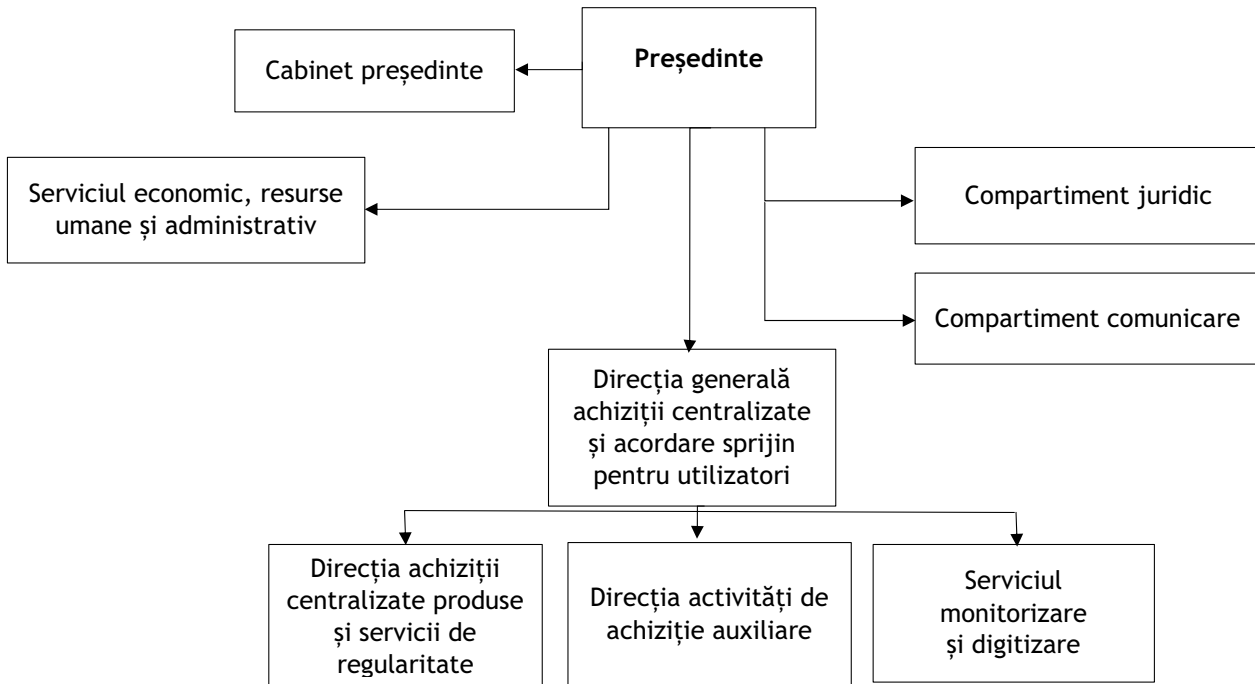 Președinte
Cabinet președinte
Serviciul economic, resurse
umane și administrativ
Compartiment juridic
Compartiment comunicare
Direcția generală
achiziții centralizate
și acordare sprijin
pentru utilizatori
Direcția achiziții
centralizate produse
și servicii de
regularitate
Direcția activități de
achiziție auxiliare
Serviciul
monitorizare
și digitizare